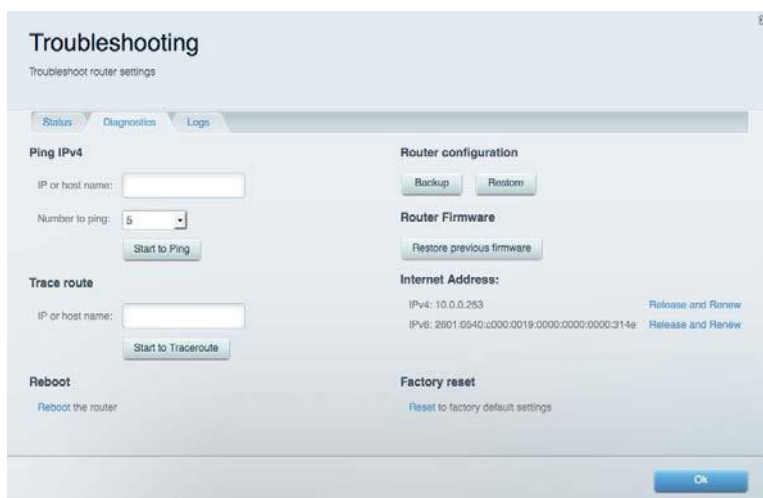 Troubleshooting
Troubleshoot router settings
Status Diagnostics Logs
Ping IPv4
IP or host name:
Number to ping: 5
Start to Ping
Trace route
IP or host name:
Start to Traceroute
Reboot
Reboot the router
Router configuration
Backup Restore
Router Firmware
Restore previous firmware
Internet Address:
IPv4: 10.0.0.253 Release and Renew
IPv6: 2601:0540:c000:0019:0000:0000:0000:314e Release and Renew
Factory reset
Reset to factory default settings
Ok